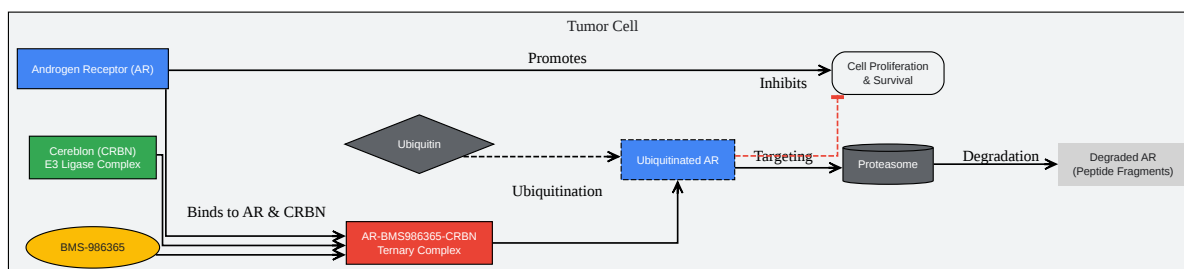 Tumor Cell
Androgen Receptor (AR)
Promotes
Cell Proliferation
& Survival
Inhibits
Cereblon (CRBN)
E3 Ligase Complex
Ubiquitin
Ubiquitinated AR
Targeting
Proteasome
Degradation
Degraded AR
(Peptide Fragments)
Ubiquitination
Binds to AR & CRBN
BMS-986365
AR-BMS986365-CRBN
Ternary Complex